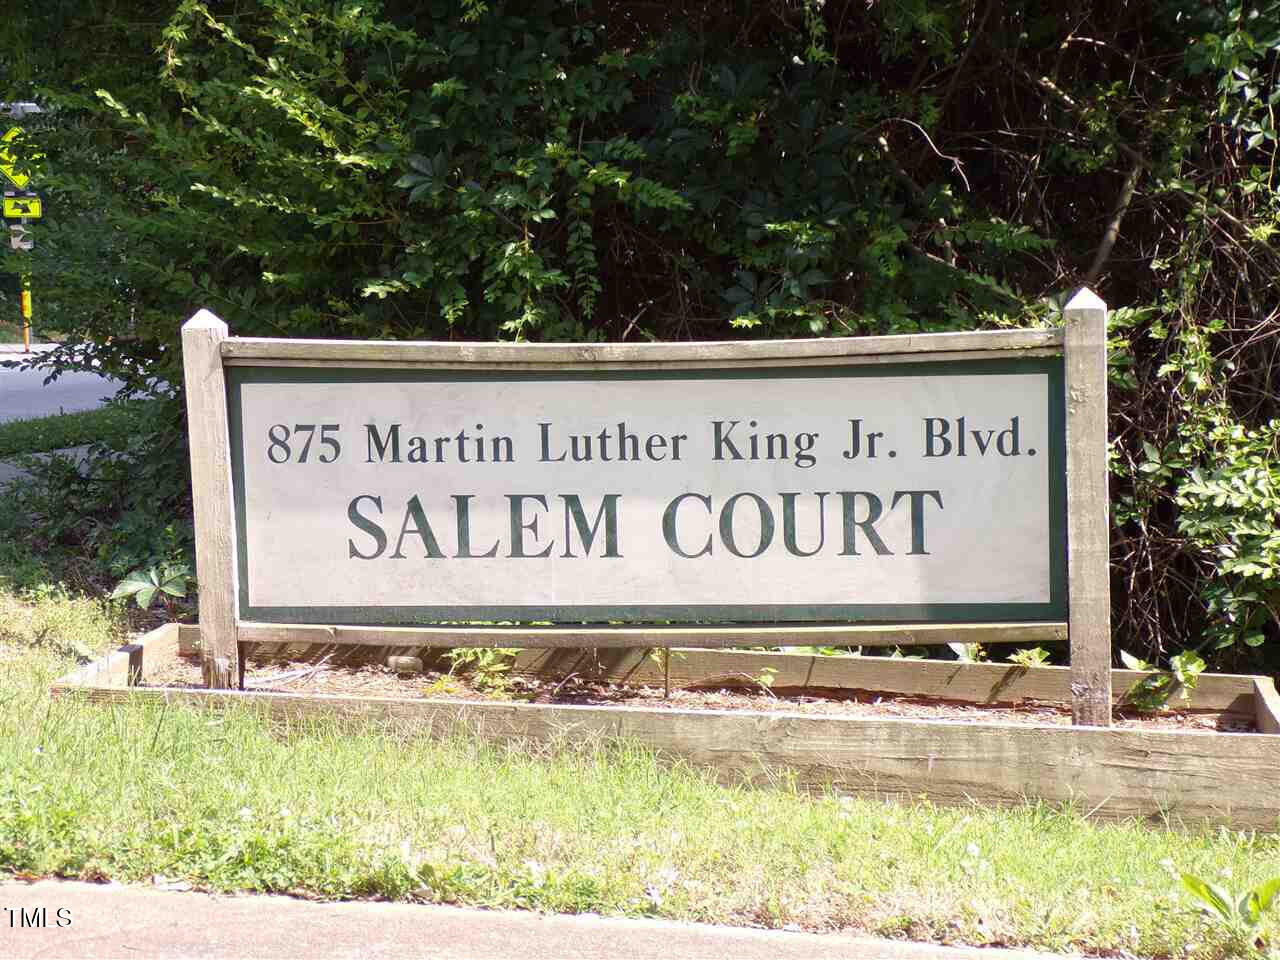 875 Martin Luther King Jr. Blvd.
SALEM COURT
TMLS